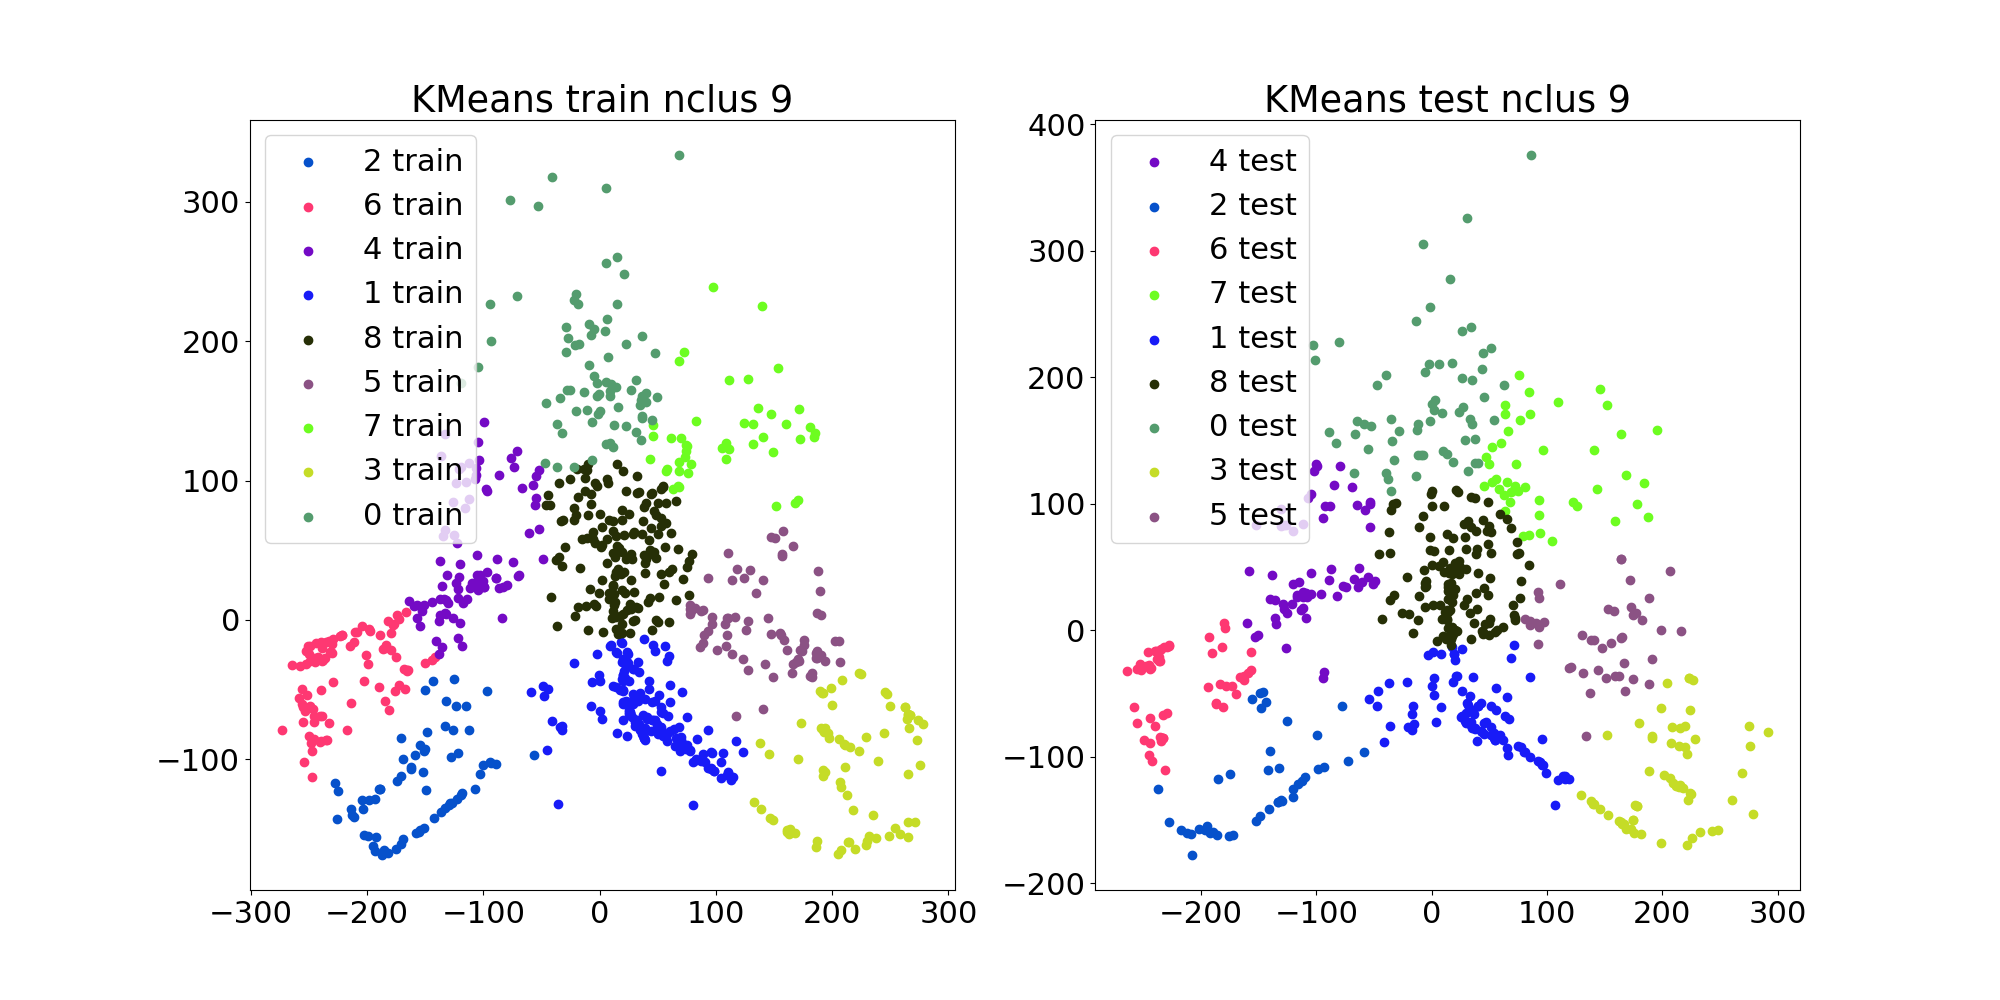 KMeans train nclus 9
2 train
6 train
4 train
1 train
8 train
5 train
7 train
3 train
0 train
300
200
100
0
−100
−300
−200
−100
0
100
200
300
KMeans test nclus 9
4 test
2 test
6 test
7 test
1 test
8 test
0 test
3 test
5 test
400
300
200
100
0
−100
−200
−200
−100
0
100
200
300